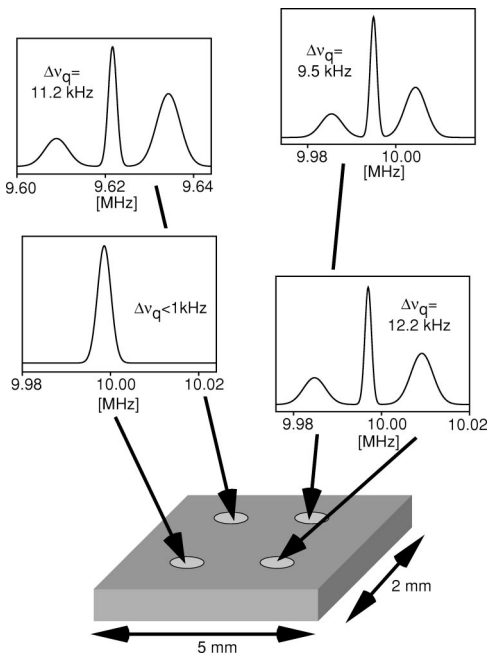 Δνq=
11.2 kHz
9.60 9.62 9.64
[MHz]
Δνq=
9.5 kHz
9.98 10.00
[MHz]
Δνq<1kHz
9.98 10.00 10.02
[MHz]
Δνq=
12.2 kHz
9.98 10.00 10.02
[MHz]
2 mm
5 mm